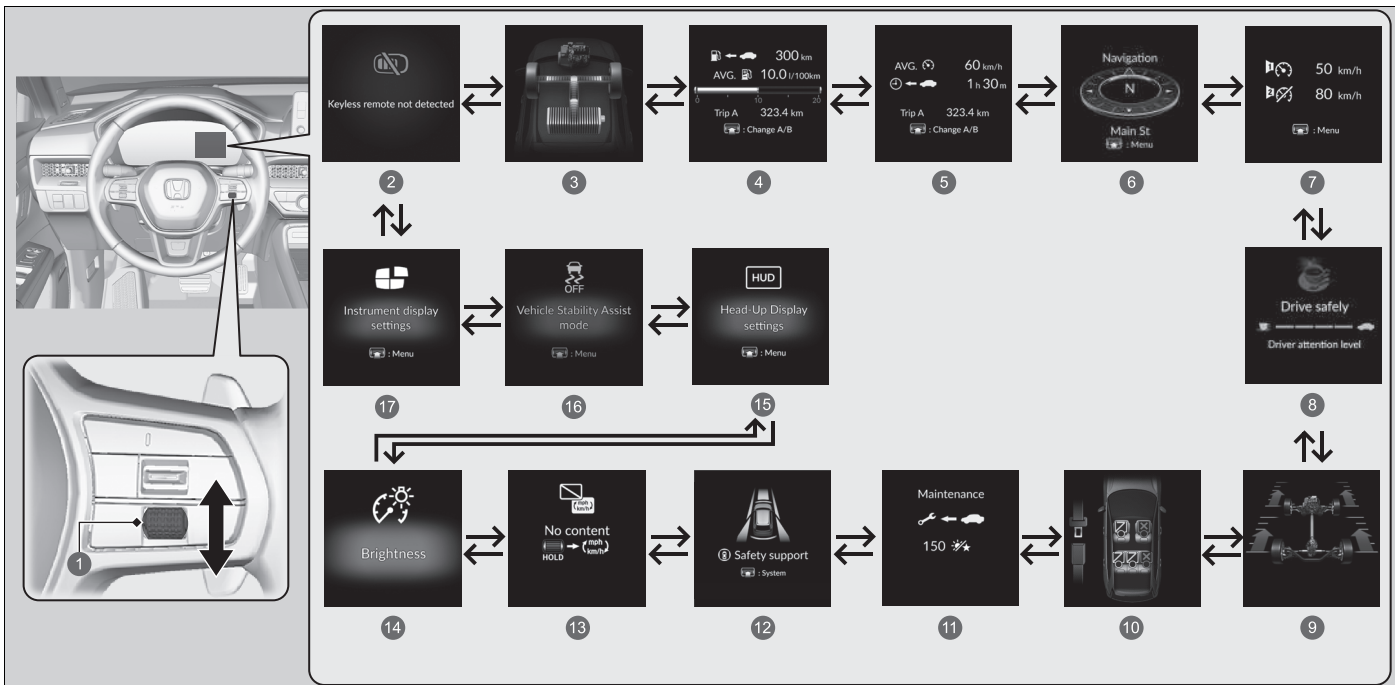 Keyless remote not detected
2
3
300 km
AVG. 10.0 l/100km
0 10 20
Trip A 323.4 km
: Change A/B
4
AVG. 60 km/h
1 h 30 m
Trip A 323.4 km
: Change A/B
5
Navigation
N
Main St
: Menu
6
50 km/h
80 km/h
: Menu
7
Instrument display
settings
: Menu
17
OFF
Vehicle Stability Assist
mode
: Menu
16
HUD
Head-Up Display
settings
: Menu
15
Drive safely
Driver attention level
8
1
Brightness
14
mph
km/h
No content
HOLD
mph
km/h
13
Safety support
: System
12
Maintenance
150
11
10
9